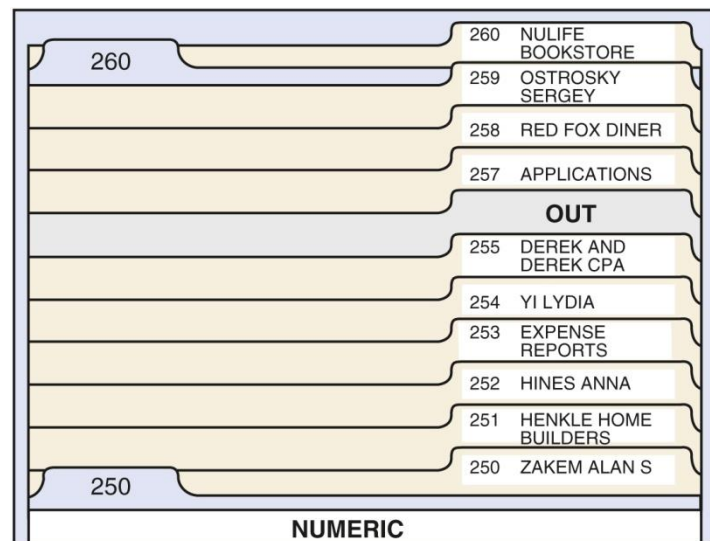 260 NULIFE
BOOKSTORE
260
259 OSTROSKY
SERGEY
258 RED FOX DINER
257 APPLICATIONS
OUT
255 DEREK AND
DEREK CPA
254 YI LYDIA
253 EXPENSE
REPORTS
252 HINES ANNA
251 HENKLE HOME
BUILDERS
250 ZAKEM ALAN S
250
NUMERIC